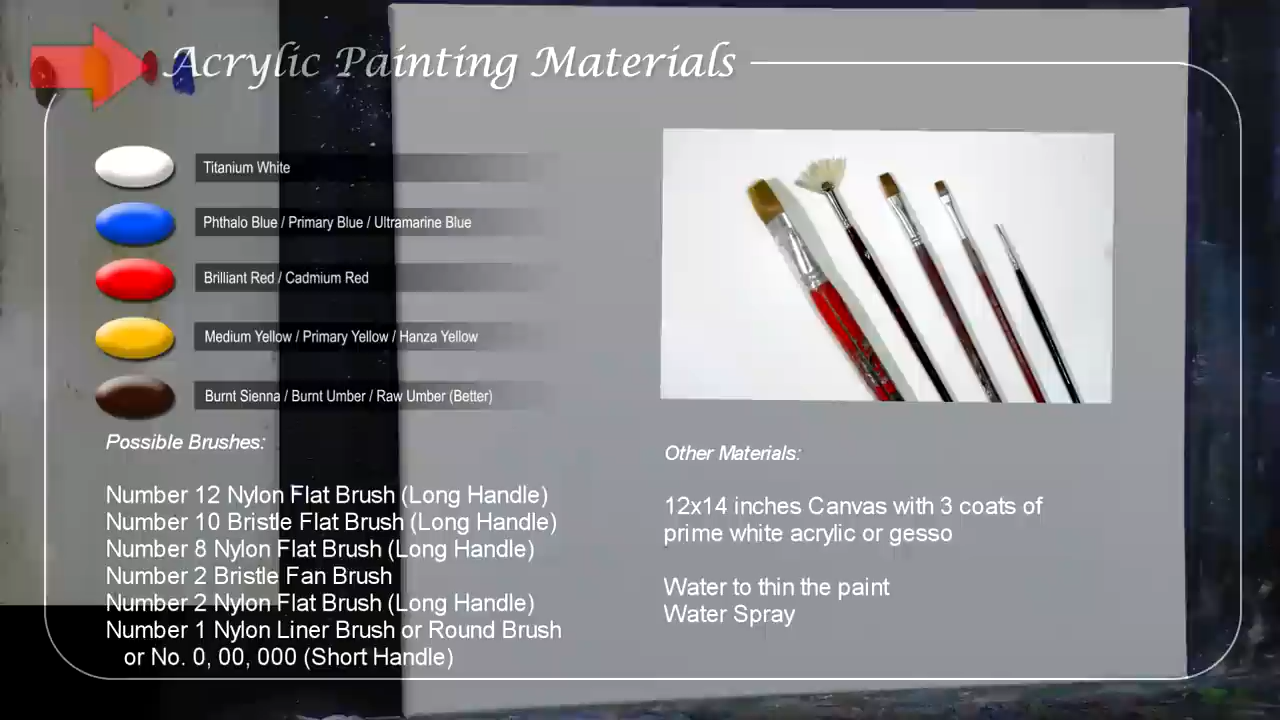 Acrylic Painting Materials
Titanium White
Phthalo Blue / Primary Blue / Ultramarine Blue
Brilliant Red / Cadmium Red
Medium Yellow / Primary Yellow / Hanza Yellow
Burnt Sienna / Burnt Umber / Raw Umber (Better)
Possible Brushes:
Number 12 Nylon Flat Brush (Long Handle)
Number 10 Bristle Flat Brush (Long Handle)
Number 8 Nylon Flat Brush (Long Handle)
Number 2 Bristle Fan Brush
Number 2 Nylon Flat Brush (Long Handle)
Number 1 Nylon Liner Brush or Round Brush
or No. 0, 00, 000 (Short Handle)
Other Materials:
12x14 inches Canvas with 3 coats of
prime white acrylic or gesso
Water to thin the paint
Water Spray